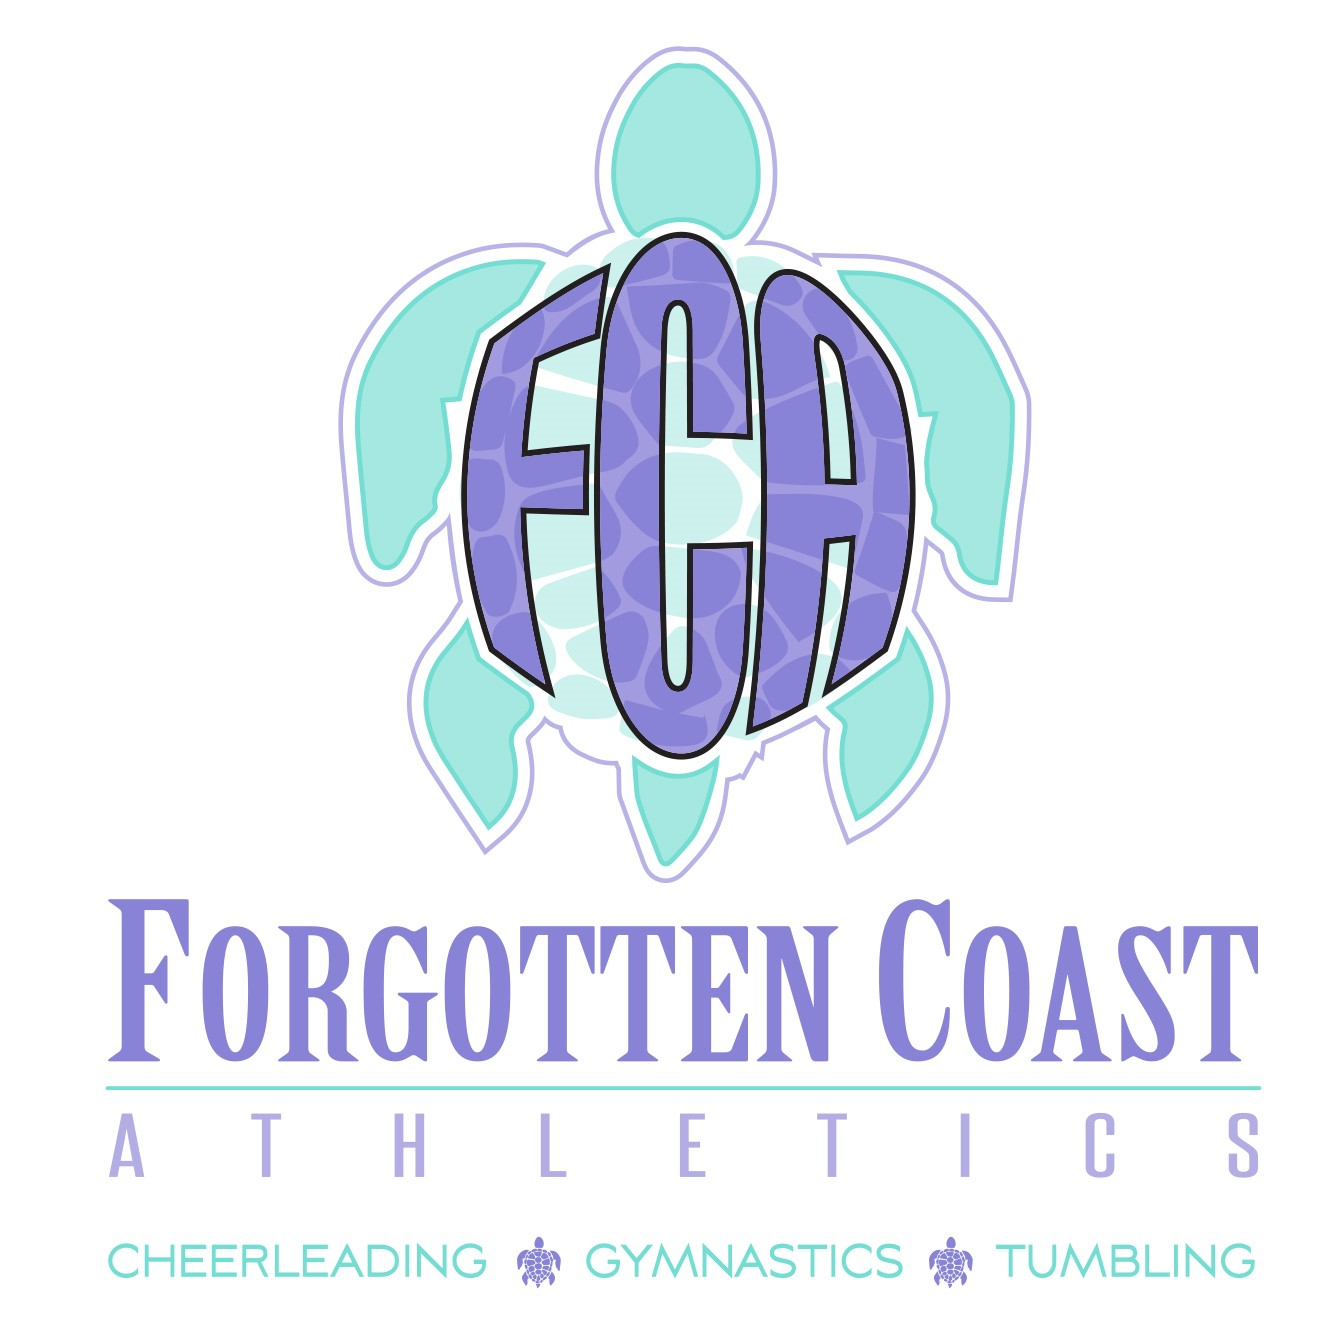 FCA
FORGOTTEN COAST
ATHLETICS
CHEERLEADING GYMNASTICS TUMBLING